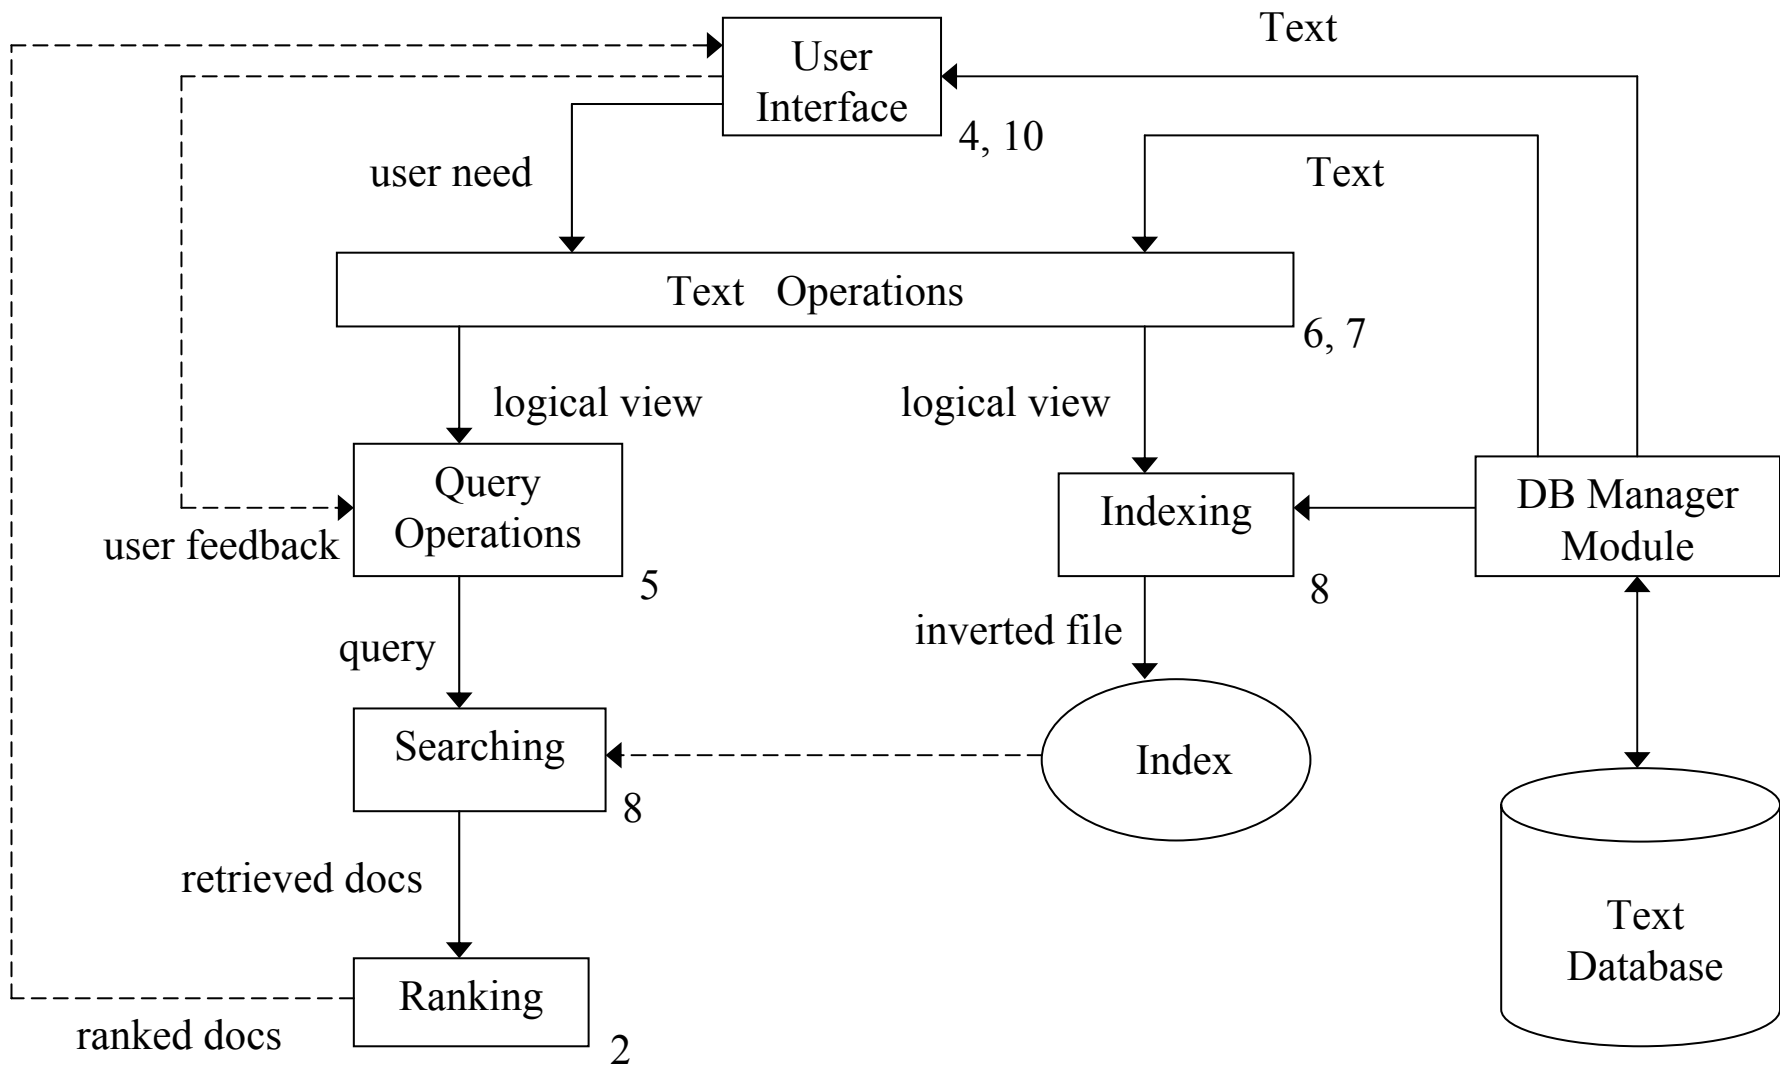 Text
User
Interface
4, 10
user need
Text
Text Operations
6, 7
logical view
logical view
Query
Operations
Indexing
DB Manager
Module
user feedback
5
8
query
inverted file
Searching
Index
8
retrieved docs
Text
Database
Ranking
ranked docs
2